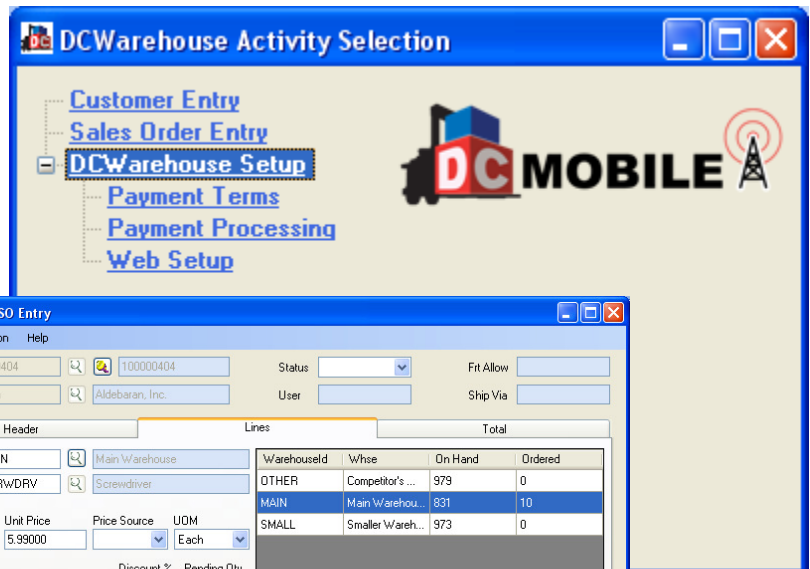 DC DCWarehouse Activity Selection
Customer Entry
Sales Order Entry
DCWarehouse Setup
Payment Terms
Payment Processing
Web Setup
DC MOBILE
SO Entry
on Help
0404 100000404 Status Frt Allow
Aldebaran, Inc. User Ship Via
Header Lines Total
N Main Warehouse WarehouseId Whse On Hand Ordered
RWDRV Screwdriver OTHER Competitor's ... 979 0
MAIN Main Warehou... 831 10
Unit Price Price Source UOM SMALL Smaller Wareh... 973 0
5.99000 Each
Discount % Pending Qty